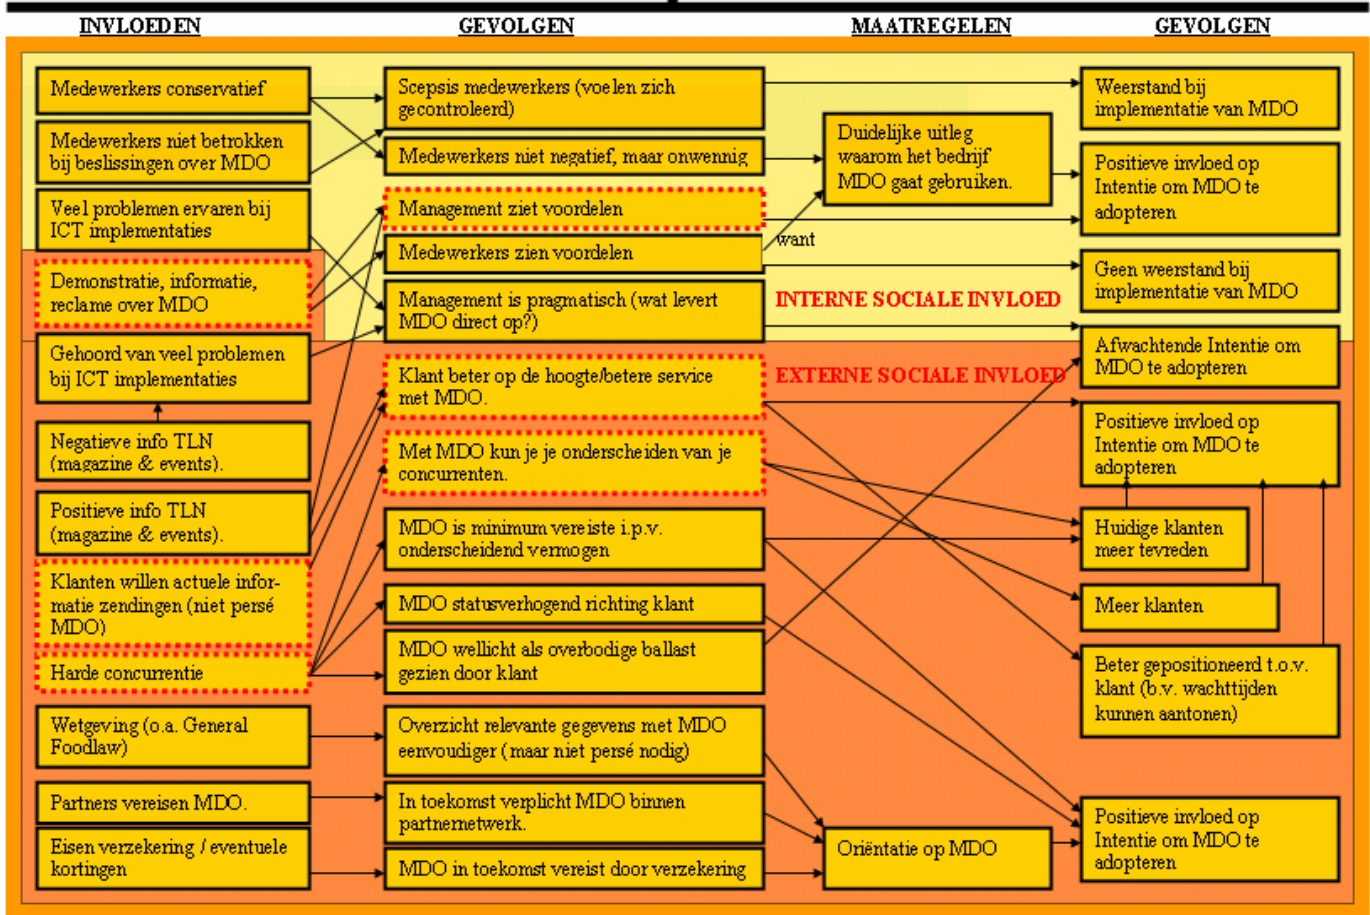 INVLOEDEN
GEVOLGEN
MAATREGELEN
GEVOLGEN
Medewerkers conservatief
Medewerkers niet betrokken
bij beslissingen over MDO
Veel problemen ervaren bij
ICT implementaties
Demonstratie, informatie,
reclame over MDO
Gehoord van veel problemen
bij ICT implementaties
Negatieve info TLN
(magazine & events).
Positieve info TLN
(magazine & events).
Klanten willen actuele infor-
matie zendingen (niet persé
MDO)
Harde concurrentie
Wetgeving (o.a. General
Foodlaw)
Partners vereisen MDO.
Eisen verzekering / eventuele
kortingen
Scepsis medewerkers (voelen zich
gecontroleerd)
Medewerkers niet negatief, maar onwennig
Management ziet voordelen
Medewerkers zien voordelen
Management is pragmatisch (wat levert
MDO direct op?)
Klant beter op de hoogte/betere service
met MDO.
Met MDO kun je je onderscheiden van je
concurrenten.
MDO is minimum vereiste i.p.v.
onderscheidend vermogen
MDO statusverhogend richting klant
MDO wellicht als overbodige ballast
gezien door klant
Overzicht relevante gegevens met MDO
eenvoudiger (maar niet persé nodig)
In toekomst verplicht MDO binnen
partnernetwerk.
MDO in toekomst vereist door verzekering
Duidelijke uitleg
waarom het bedrijf
MDO gaat gebruiken.
want
INTERNE SOCIALE INVLOED
EXTERNE SOCIALE INVLOED
Oriëntatie op MDO
Weerstand bij
implementatie van MDO
Positieve invloed op
Intentie om MDO te
adopteren
Geen weerstand bij
implementatie van MDO
Afwachtende Intentie om
MDO te adopteren
Positieve invloed op
Intentie om MDO te
adopteren
Huidige klanten
meer tevreden
Meer klanten
Beter gepositioneerd t.o.v.
klant (b.v. wachttijden
kunnen aantonen)
Positieve invloed op
Intentie om MDO te
adopteren